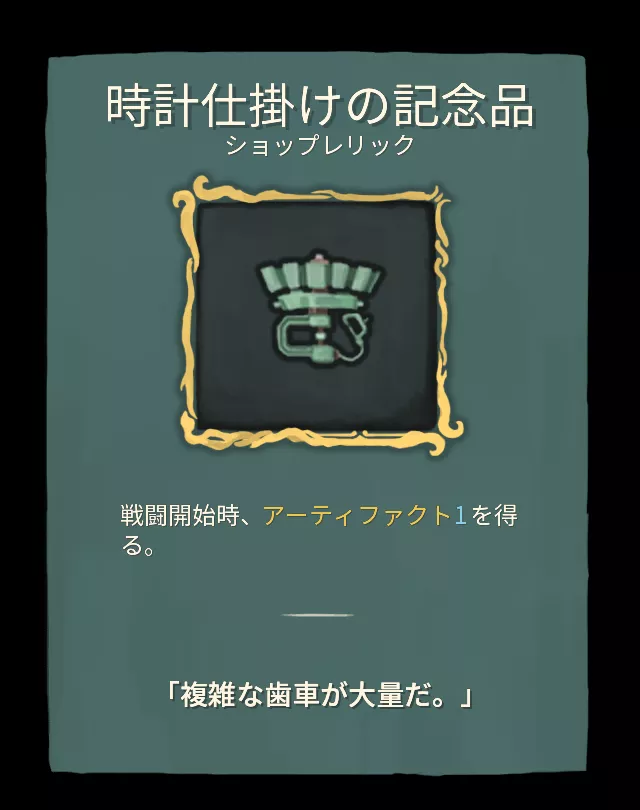 時計仕掛けの記念品
ショップレリック
戦闘開始時、アーティファクト1を得
る。
「複雑な歯車が大量だ。」